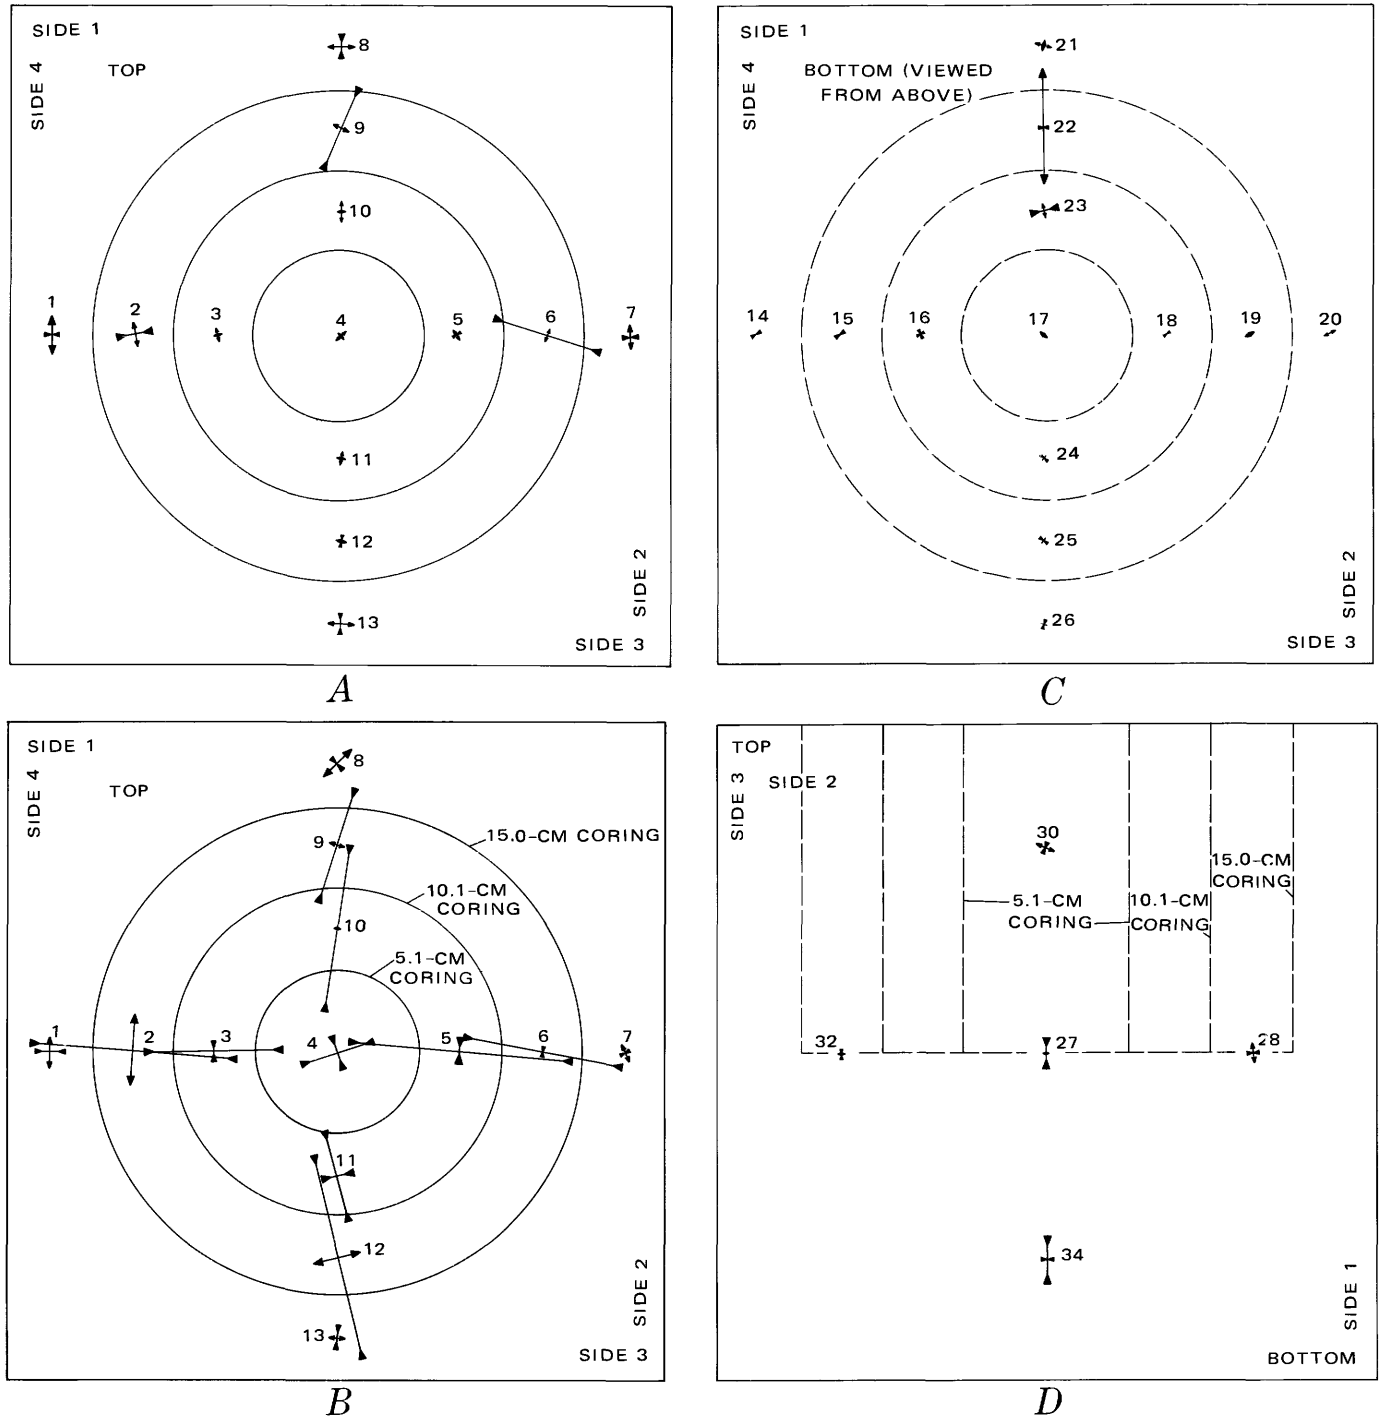 SIDE 1
SIDE 4
TOP
8
9
10
1
2
3
4
5
6
7
11
12
13
SIDE 2
SIDE 3
A
SIDE 1
SIDE 4
BOTTOM (VIEWED
FROM ABOVE)
21
22
23
14
15
16
17
18
19
20
24
25
26
SIDE 2
SIDE 3
C
SIDE 1
SIDE 4
TOP
8
9
15.0-CM CORING
10.1-CM
CORING
10
5.1-CM
CORING
1
2
3
4
5
6
7
11
12
13
SIDE 2
SIDE 3
B
TOP
SIDE 3
SIDE 2
30
15.0-CM
CORING
5.1-CM
CORING
10.1-CM
CORING
32
27
28
34
SIDE 1
BOTTOM
D